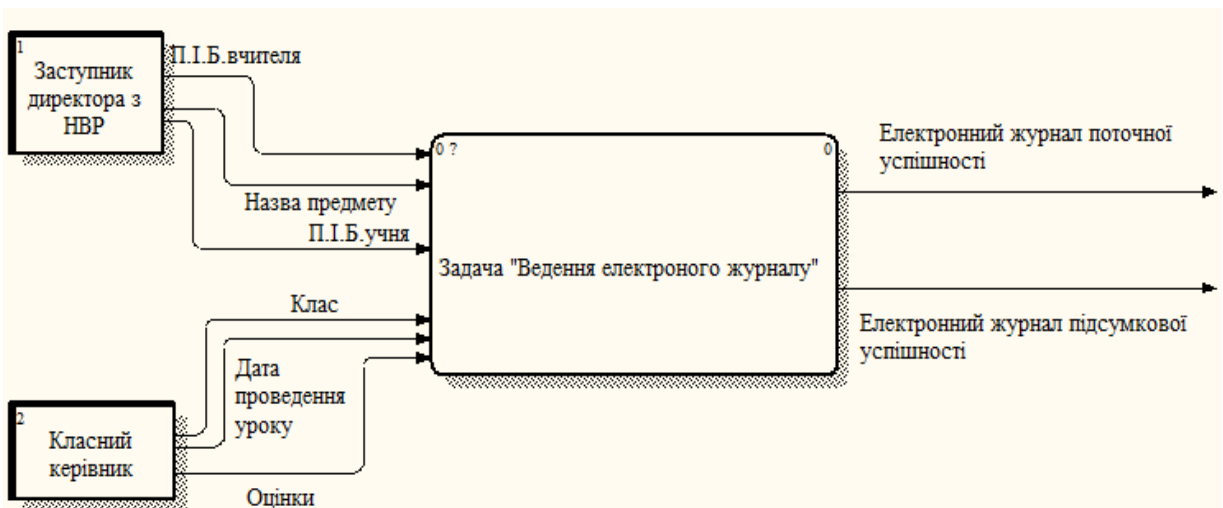 1
Заступник
директора з
НВР
П.І.Б.вчителя
Назва предмету
П.І.Б.учня
0 ?
0
Задача "Ведення електроного журналу"
Електронний журнал поточної
успішності
Електронний журнал підсумкової
успішності
Клас
Дата
проведення
уроку
2
Класний
керівник
Оцінки